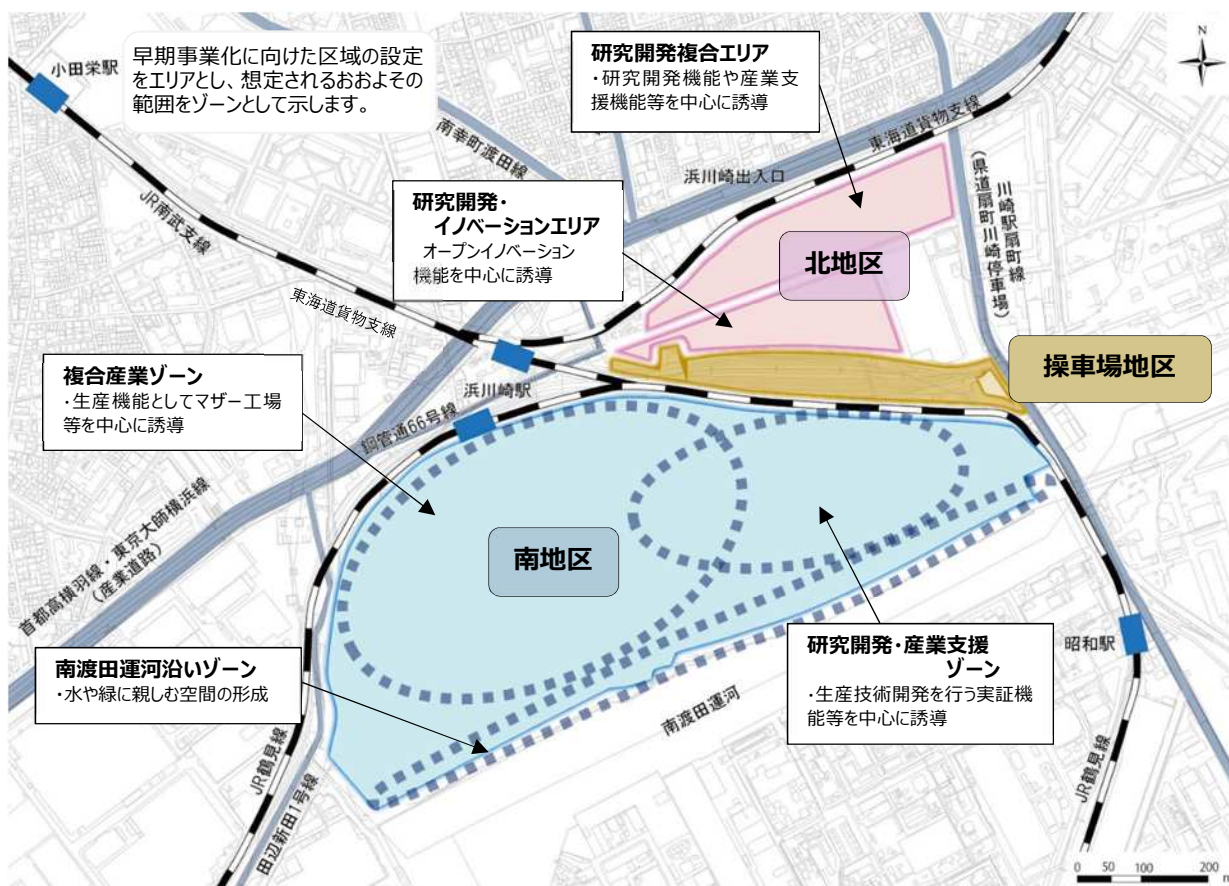 早期事業化に向けた区域の設定
をエリアとし、想定されるおおよその
範囲をゾーンとして示します。
小田栄駅
研究開発複合エリア
・研究開発機能や産業支
援機能等を中心に誘導
N
南幸町渡田線
東海道貨物支線
浜川崎出入口
川崎駅扇町線
（県道扇町川崎停車場）
JR南武支線
研究開発・
イノベーションエリア
オープンイノベーション
機能を中心に誘導
北地区
東海道貨物支線
操車場地区
複合産業ゾーン
・生産機能としてマザー工場
等を中心に誘導
浜川崎駅
鋼管通66号線
首都高横羽線・東京大師横浜線
（産業道路）
南地区
南渡田運河沿いゾーン
・水や緑に親しむ空間の形成
研究開発・産業支援
ゾーン
・生産技術開発を行う実証機
能等を中心に誘導
昭和駅
南渡田運河
JR鶴見線
田辺新田1号線
JR鶴見線
0 50 100 200
m